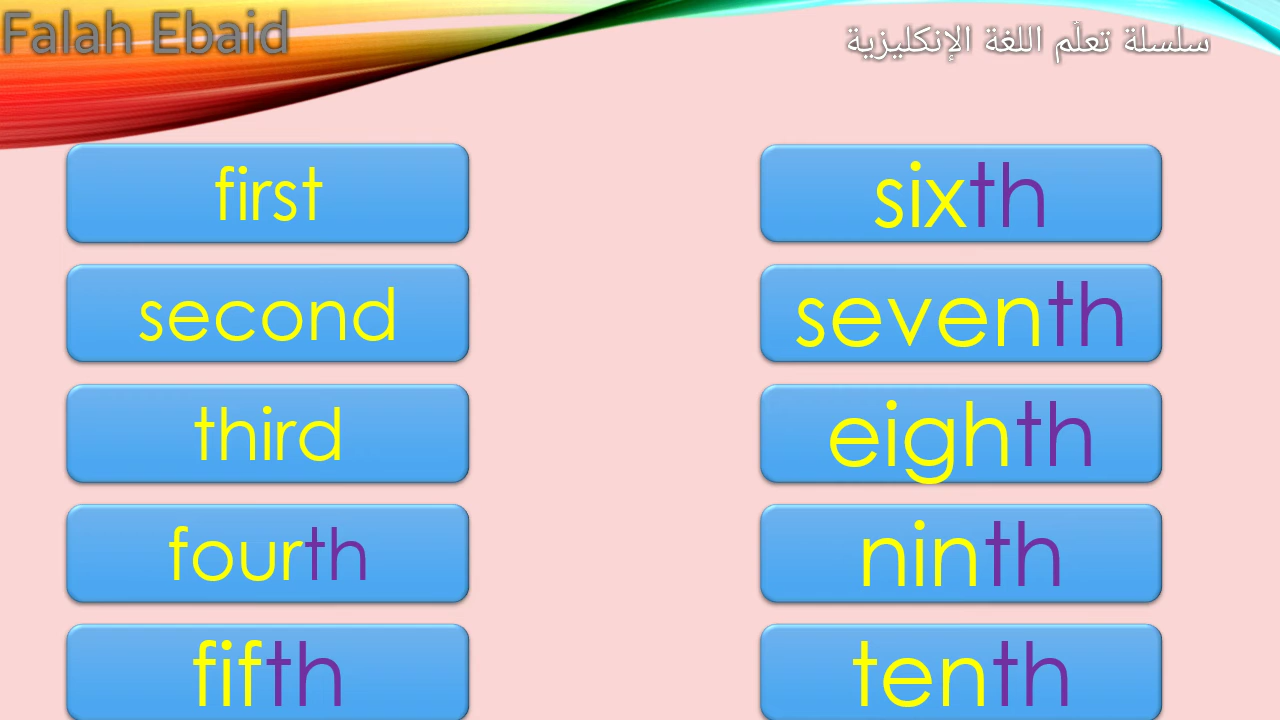 Falah Ebaid
سلسلة تعلّم اللغة الإنكليزية
first
second
third
fourth
fifth
sixth
seventh
eighth
ninth
tenth